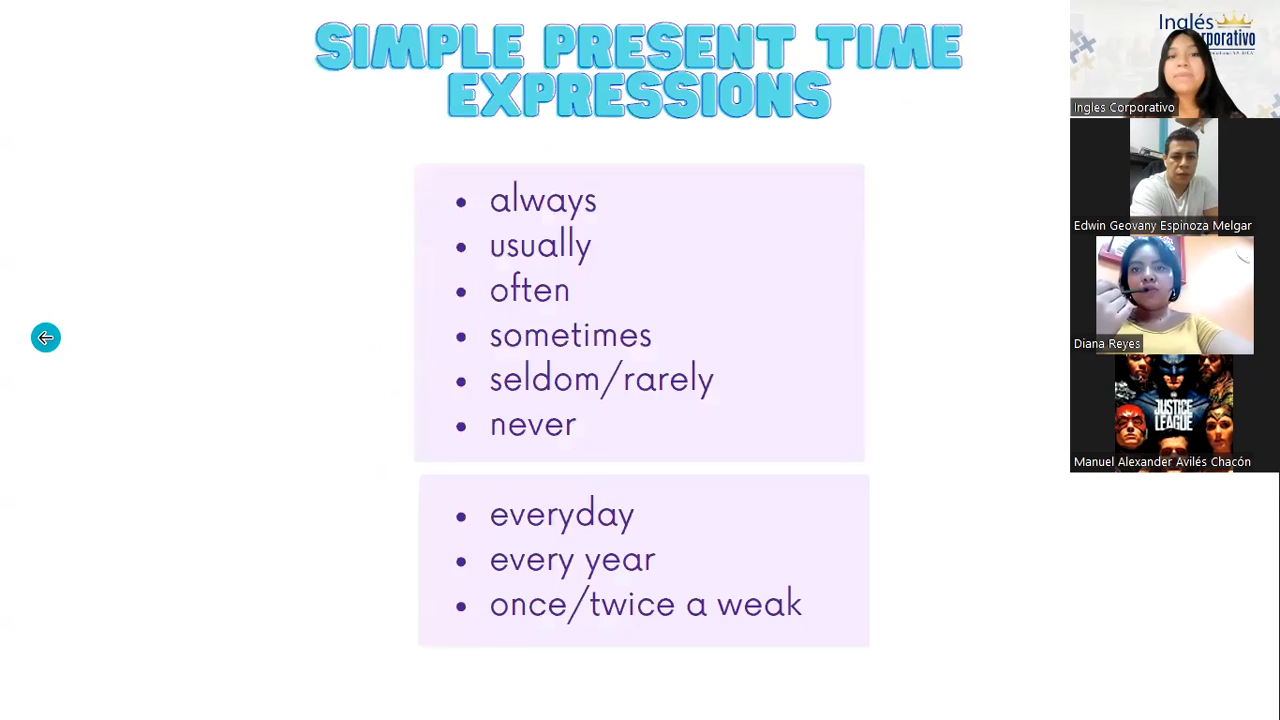 SIMPLE PRESENT TIME
EXPRESSIONS
• always
• usually
• often
• sometimes
• seldom/rarely
• never
• everyday
• every year
• once/twice a weak
Inglés
rporativo
Ingles Corporativo
Edwin Geovany Espinoza Melgar
Diana Reyes
JUSTICE
LEAGUE
Manuel Alexander Avilés Chacón